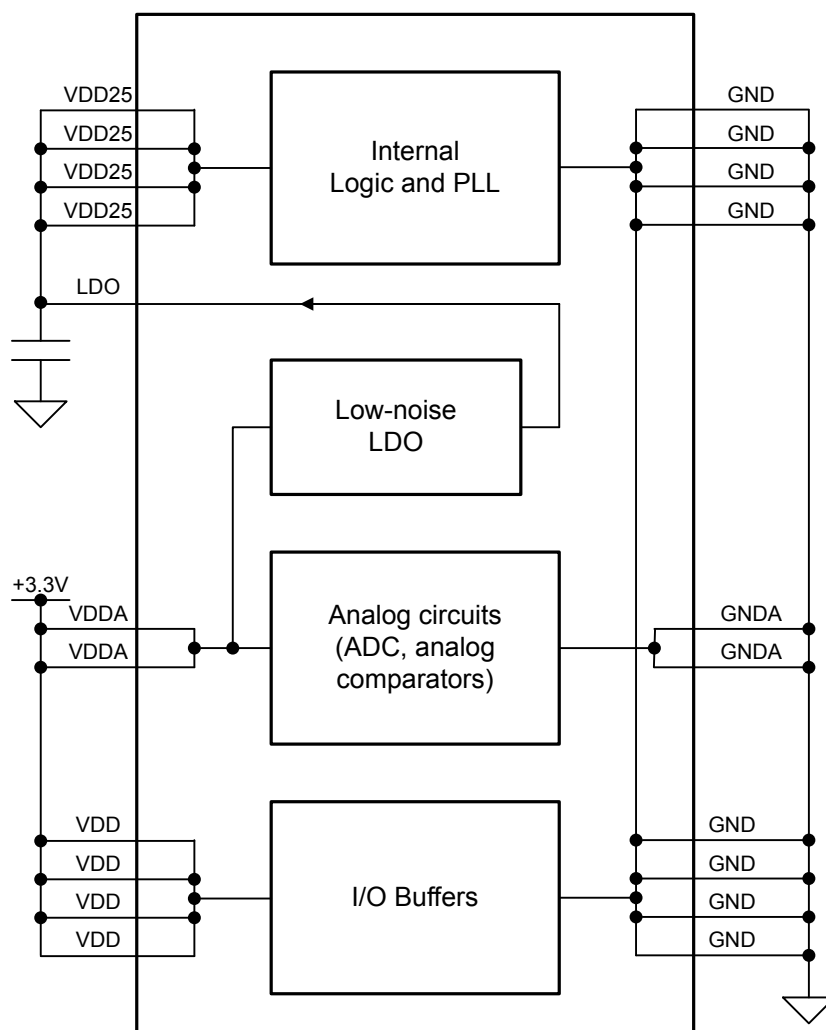 VDD25
VDD25
VDD25
VDD25
LDO
Internal
Logic and PLL
GND
GND
GND
GND
Low-noise
LDO
+3.3V
VDDA
VDDA
Analog circuits
(ADC, analog
comparators)
GNDA
GNDA
VDD
VDD
VDD
VDD
I/O Buffers
GND
GND
GND
GND